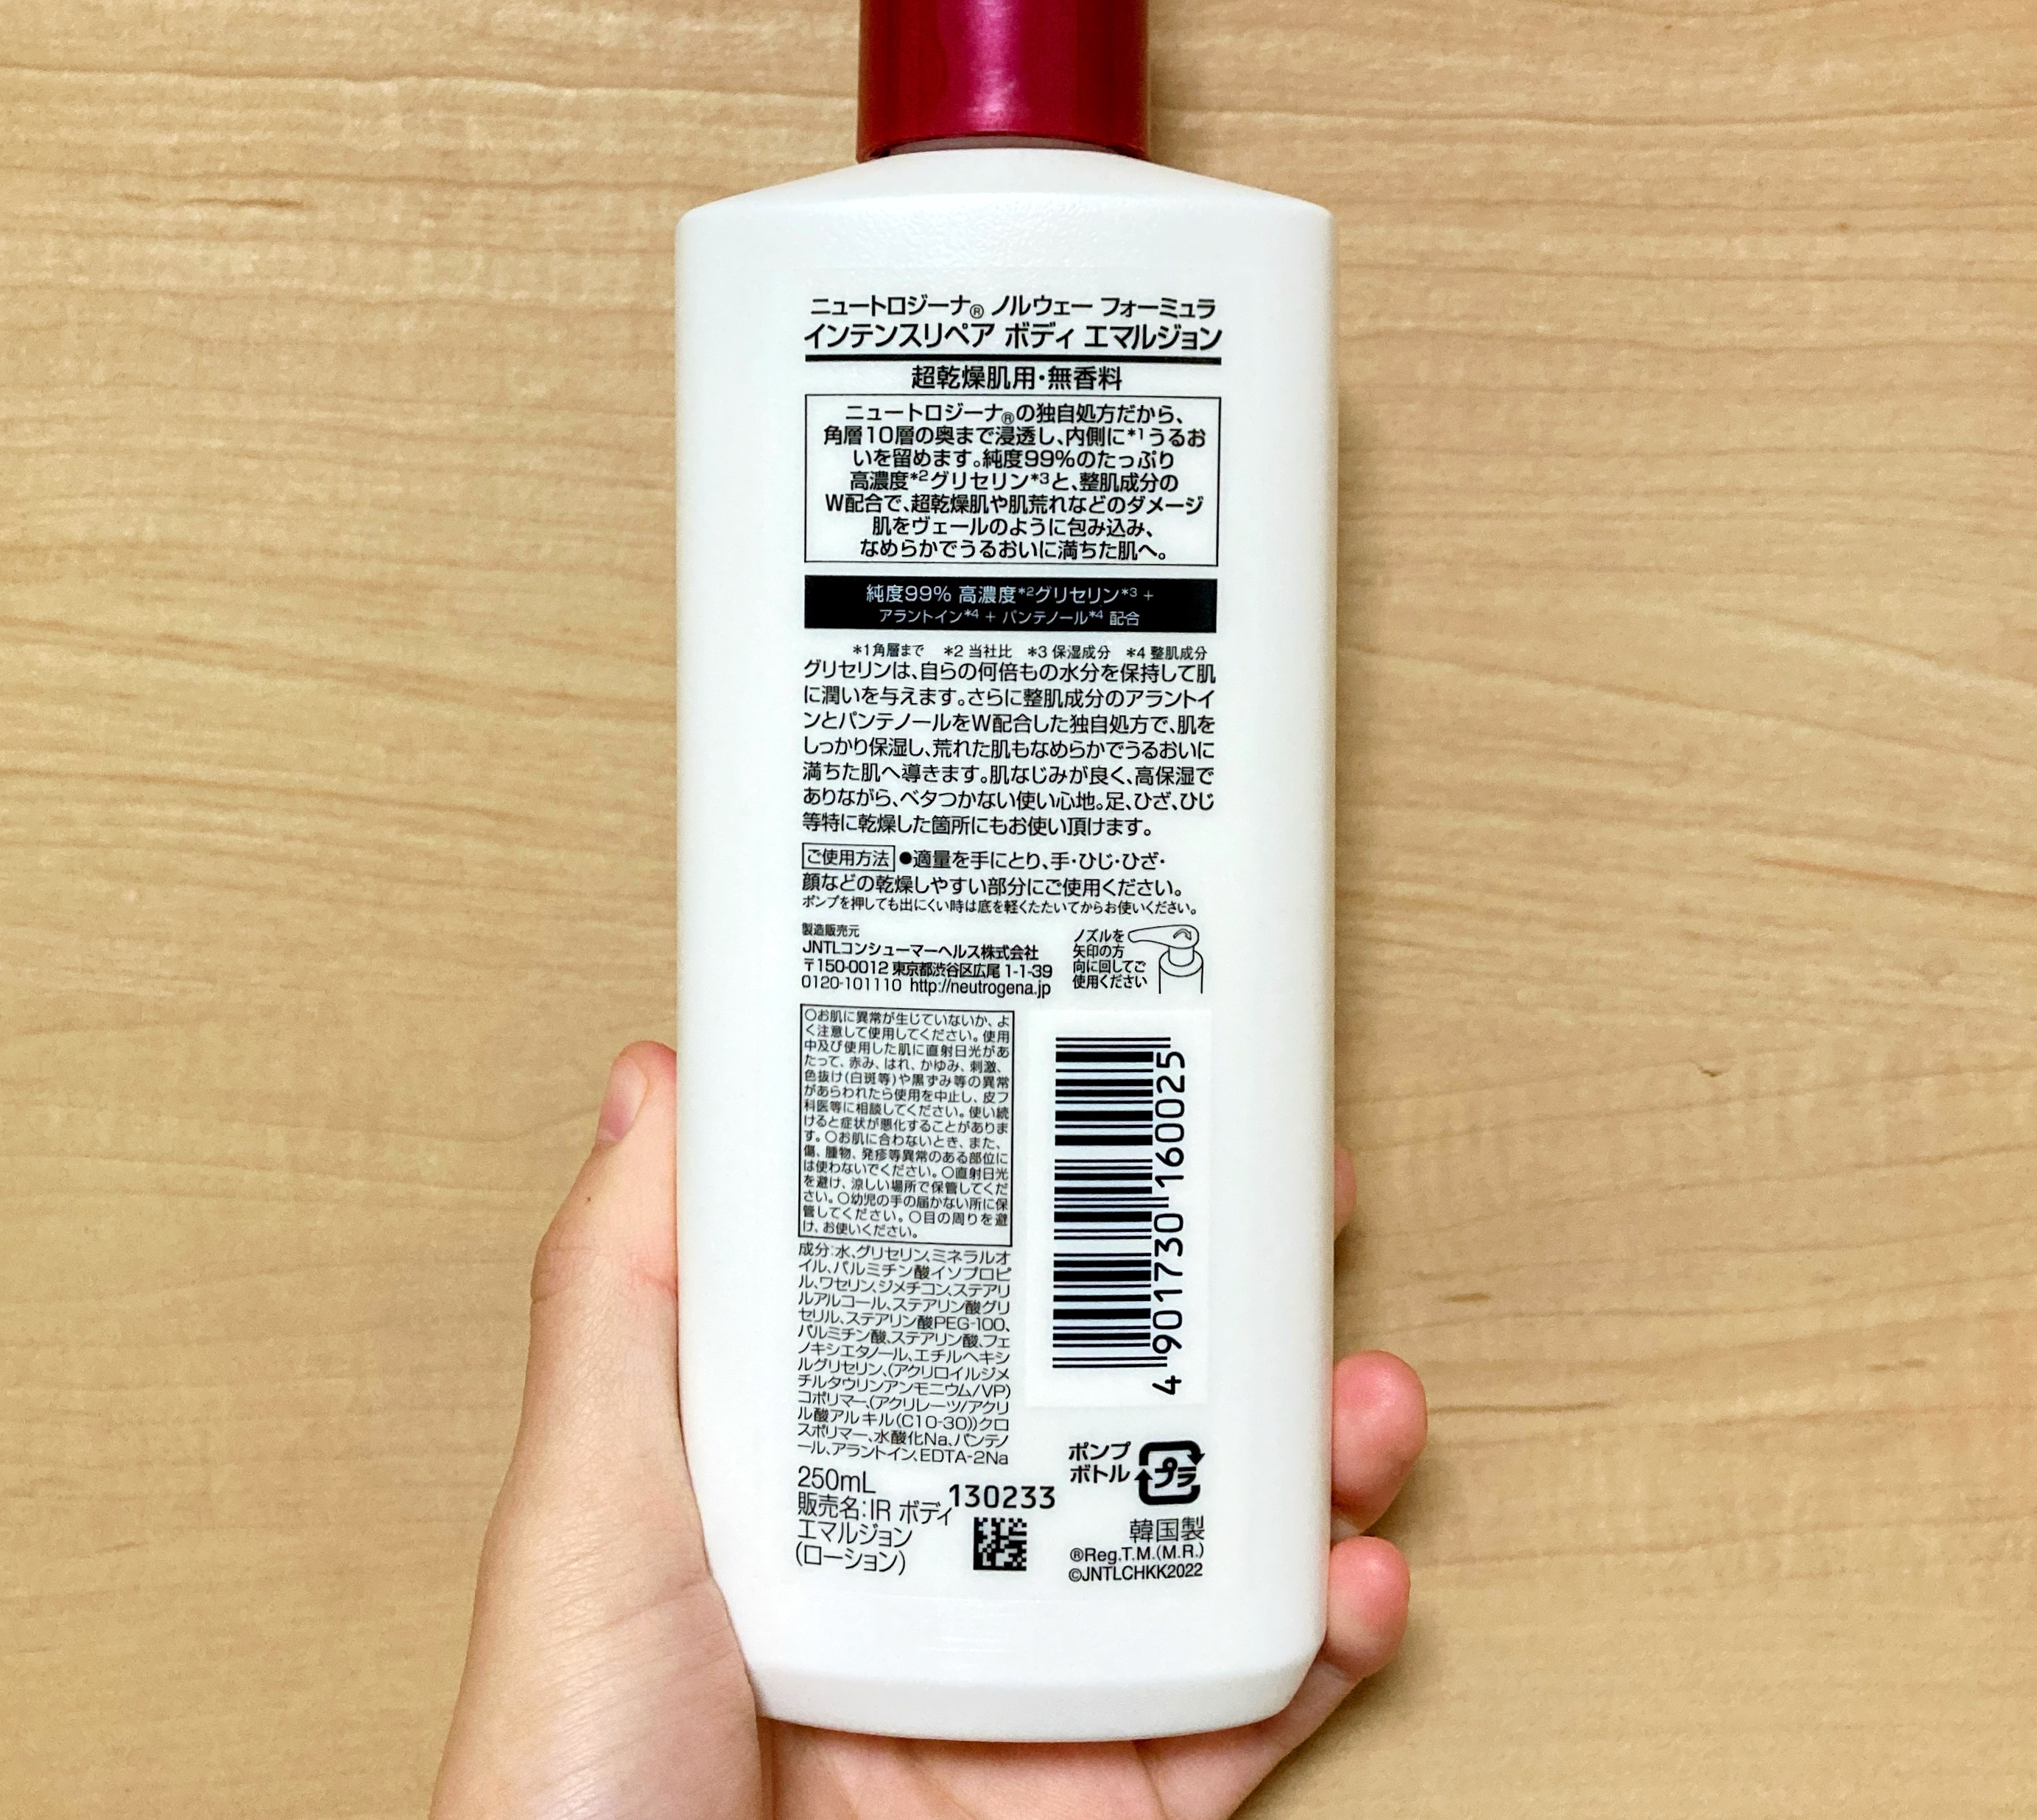 ニュートロジーナ® ノルウェー フォーミュラ
インテンスリペア ボディ エマルジョン
超乾燥肌用・無香料
ニュートロジーナ®の独自処方だから、
角層10層の奥まで浸透し、内側に*1うるお
いを留めます。純度99%のたっぷり
高濃度*2グリセリン*3と、整肌成分の
W配合で、超乾燥肌や肌荒れなどのダメージ
肌をヴェールのように包み込み、
なめらかでうるおいに満ちた肌へ。
純度99% 高濃度*2グリセリン*3 +
アラントイン*4 + パンテノール*4 配合
*1角層まで *2 当社比 *3 保湿成分 *4 整肌成分
グリセリンは、自らの何倍もの水分を保持して肌
に潤いを与えます。さらに整肌成分のアラントイ
ンとパンテノールをW配合した独自処方で、肌を
しっかり保湿し、荒れた肌もなめらかでうるおいに
満ちた肌へ導きます。肌なじみが良く、高保湿で
ありながら、ベタつかない使い心地。足、ひざ、ひじ
等特に乾燥した箇所にもお使い頂けます。
ご使用方法 ●適量を手にとり、手・ひじ・ひざ・
顔などの乾燥しやすい部分にご使用ください。
ポンプを押しても出にくい時は底を軽くたたいてからお使いください。
製造販売元
JNTLコンシューマーヘルス株式会社
〒150-0012 東京都渋谷区広尾 1-1-39
0120-101110 http://neutrogena.jp
ノズルを
矢印の方
向に回してご
使用ください
○お肌に異常が生じていないか、よ
く注意して使用してください。使用
中及び使用した肌に直射日光があ
たって、赤み、はれ、かゆみ、刺激、
色抜け(白斑等)や黒ずみ等の異常
があらわれたら使用を中止し、皮フ
科医等に相談してください。使い続
けると症状が悪化することがありま
す。○お肌に合わないとき、また、
傷、腫物、発疹等異常のある部位に
は使わないでください。○直射日光
を避け、涼しい場所で保管してくだ
さい。○幼児の手の届かない所に保
管してください。○目の周りを避
け、お使いください。
成分:水、グリセリン、ミネラルオ
イル、パルミチン酸イソプロピ
ル、ワセリン、ジメチコン、ステアリ
ルアルコール、ステアリン酸グリ
セリル、ステアリン酸PEG-100、
パルミチン酸、ステアリン酸、フェ
ノキシエタノール、エチルヘキシ
ルグリセリン、(アクリロイルジメ
チルタウリンアンモニウム/VP)
コポリマー、(アクリレーツ/アクリ
ル酸アルキル(C10-30))クロ
スポリマー、水酸化Na、パンテノ
ール、アラントイン、EDTA-2Na
250mL
販売名:IR ボディ
エマルジョン
(ローション)
130233
4 901730 160025
ポンプ
ボトル
プラ
韓国製
®Reg.T.M.(M.R.)
©JNTLCHKK2022